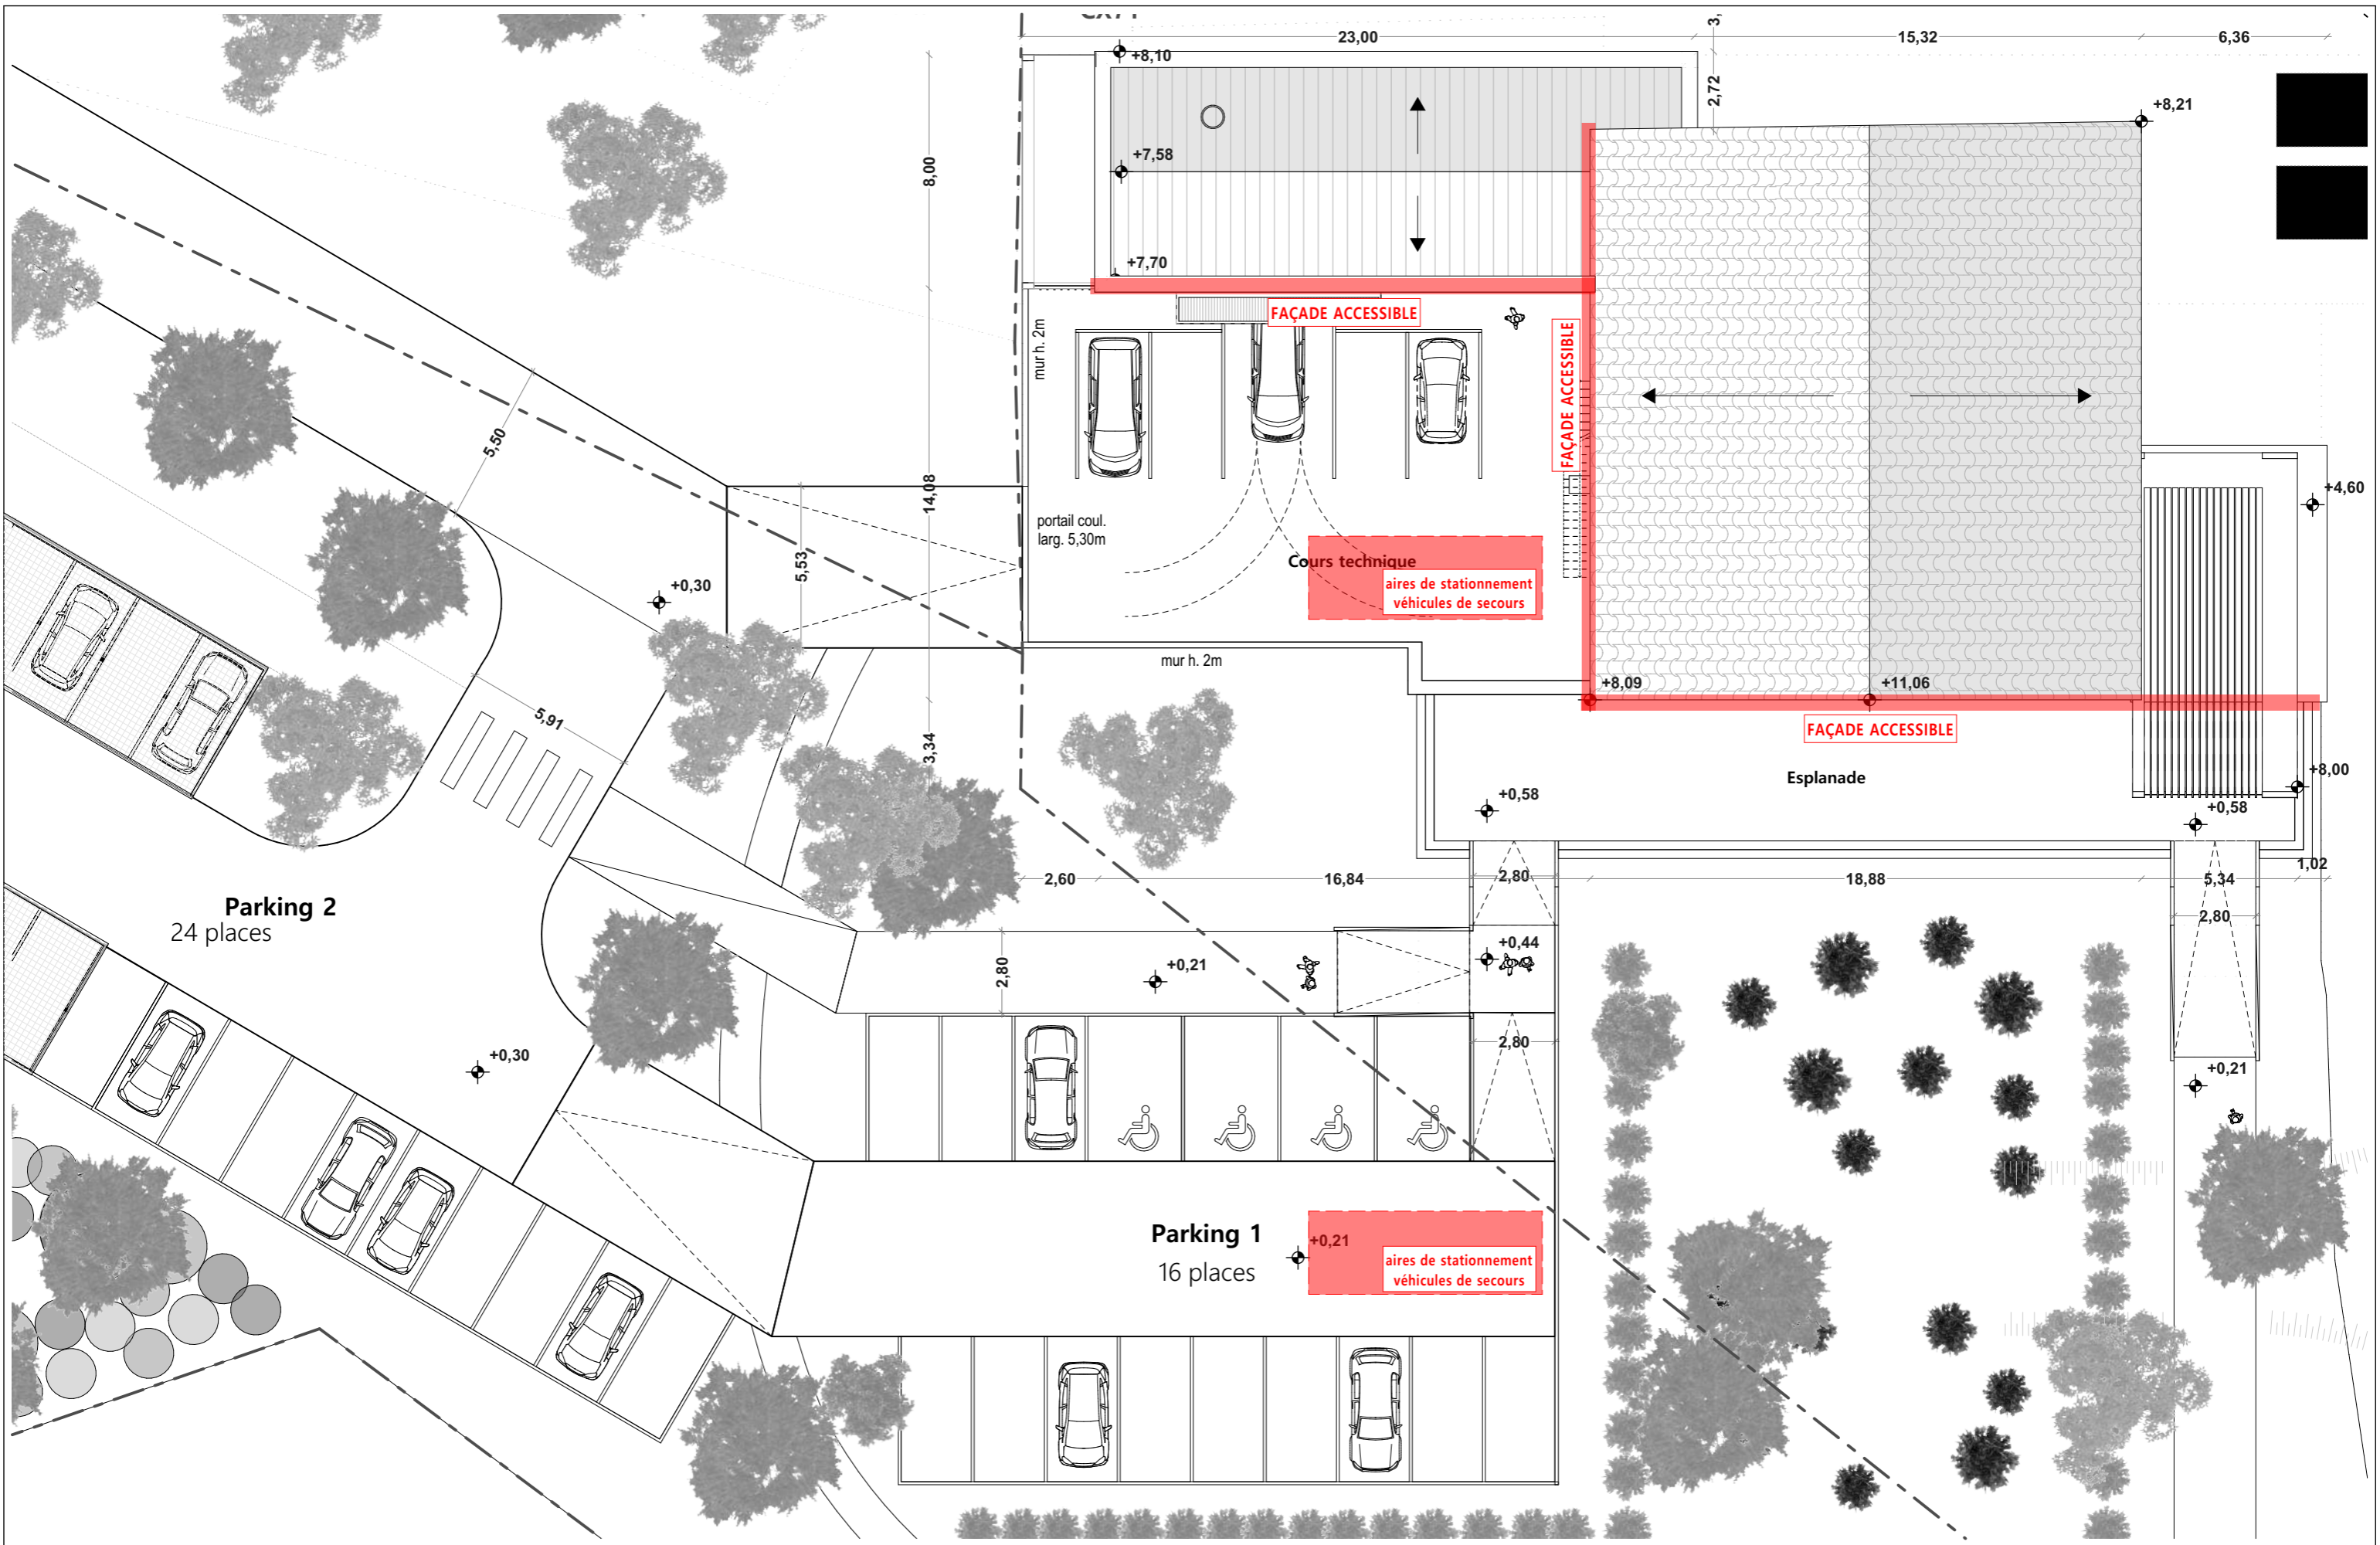 23,00
15,32
6,36
+8,10
2,72
+8,21
+7,58
8,00
+7,70
FAÇADE ACCESSIBLE
mur h. 2m
FAÇADE ACCESSIBLE
5,50
14,08
+4,60
portail coul.
larg. 5,30m
5,53
Cours technique
aires de stationnement
véhicules de secours
+0,30
mur h. 2m
+8,09
+11,06
5,91
FAÇADE ACCESSIBLE
3,34
Esplanade
+8,00
+0,58
+0,58
1,02
2,60
16,84
2,80
18,88
5,34
Parking 2
24 places
2,80
+0,44
2,80
+0,21
2,80
+0,30
+0,21
Parking 1
16 places
+0,21
aires de stationnement
véhicules de secours